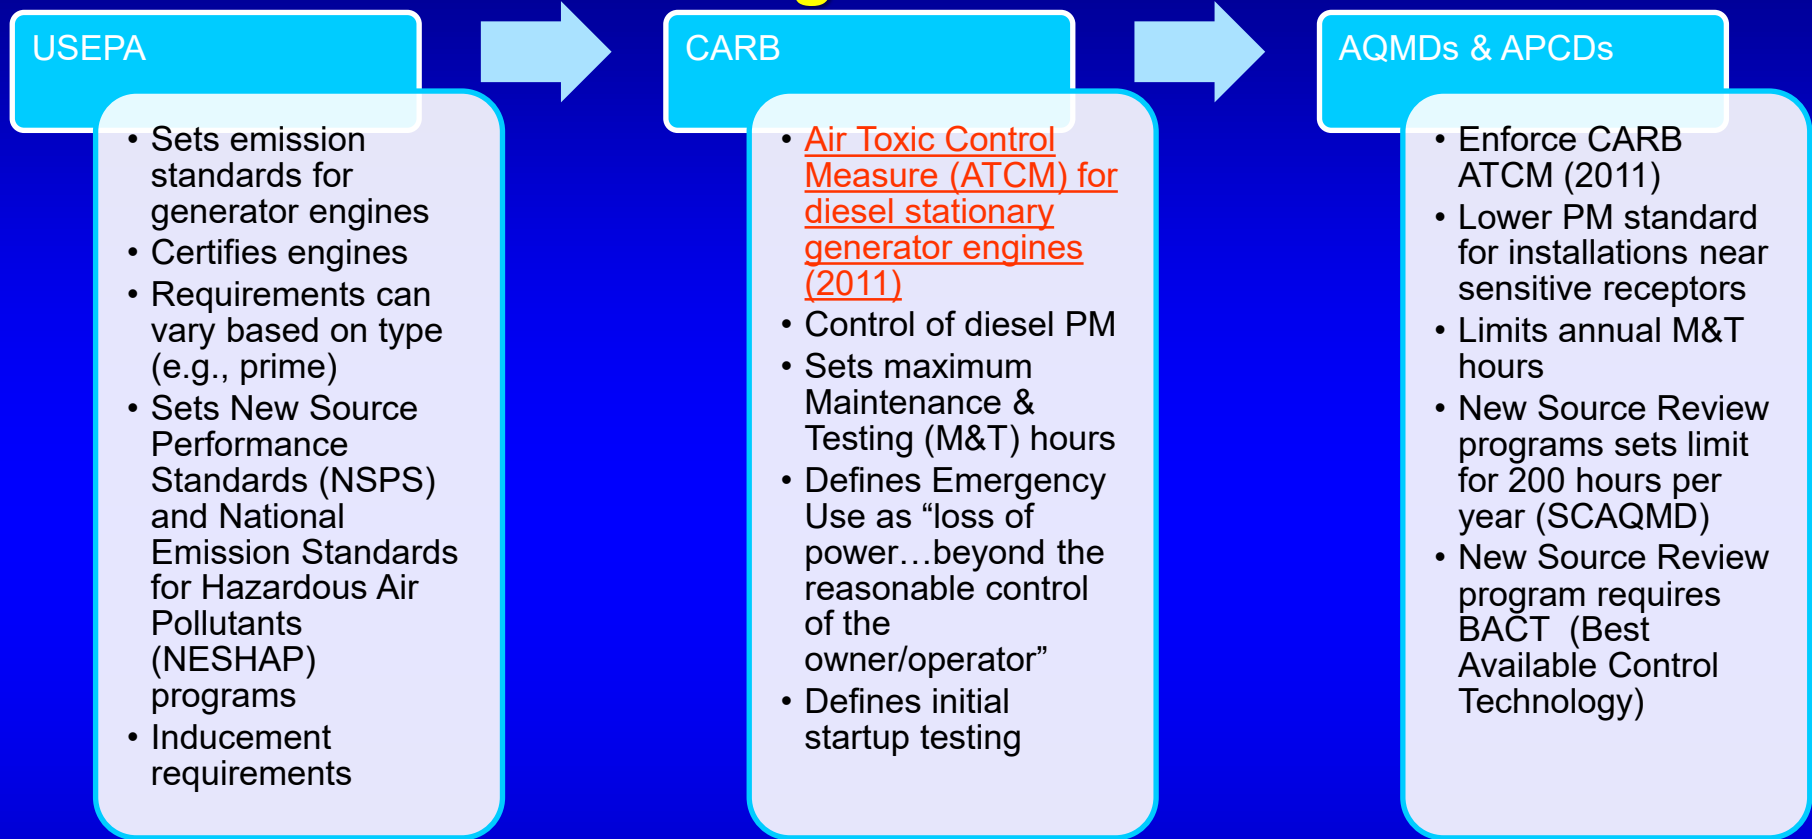 USEPA
• Sets emission
standards for
generator engines
• Certifies engines
• Requirements can
vary based on type
(e.g., prime)
• Sets New Source
Performance
Standards (NSPS)
and National
Emission Standards
for Hazardous Air
Pollutants
(NESHAP)
programs
• Inducement
requirements
CARB
• Air Toxic Control
Measure (ATCM) for
diesel stationary
generator engines
(2011)
• Control of diesel PM
• Sets maximum
Maintenance &
Testing (M&T) hours
• Defines Emergency
Use as “loss of
power…beyond the
reasonable control
of the
owner/operator”
• Defines initial
startup testing
AQMDs & APCDs
• Enforce CARB
ATCM (2011)
• Lower PM standard
for installations near
sensitive receptors
• Limits annual M&T
hours
• New Source Review
programs sets limit
for 200 hours per
year (SCAQMD)
• New Source Review
program requires
BACT  (Best
Available Control
Technology)